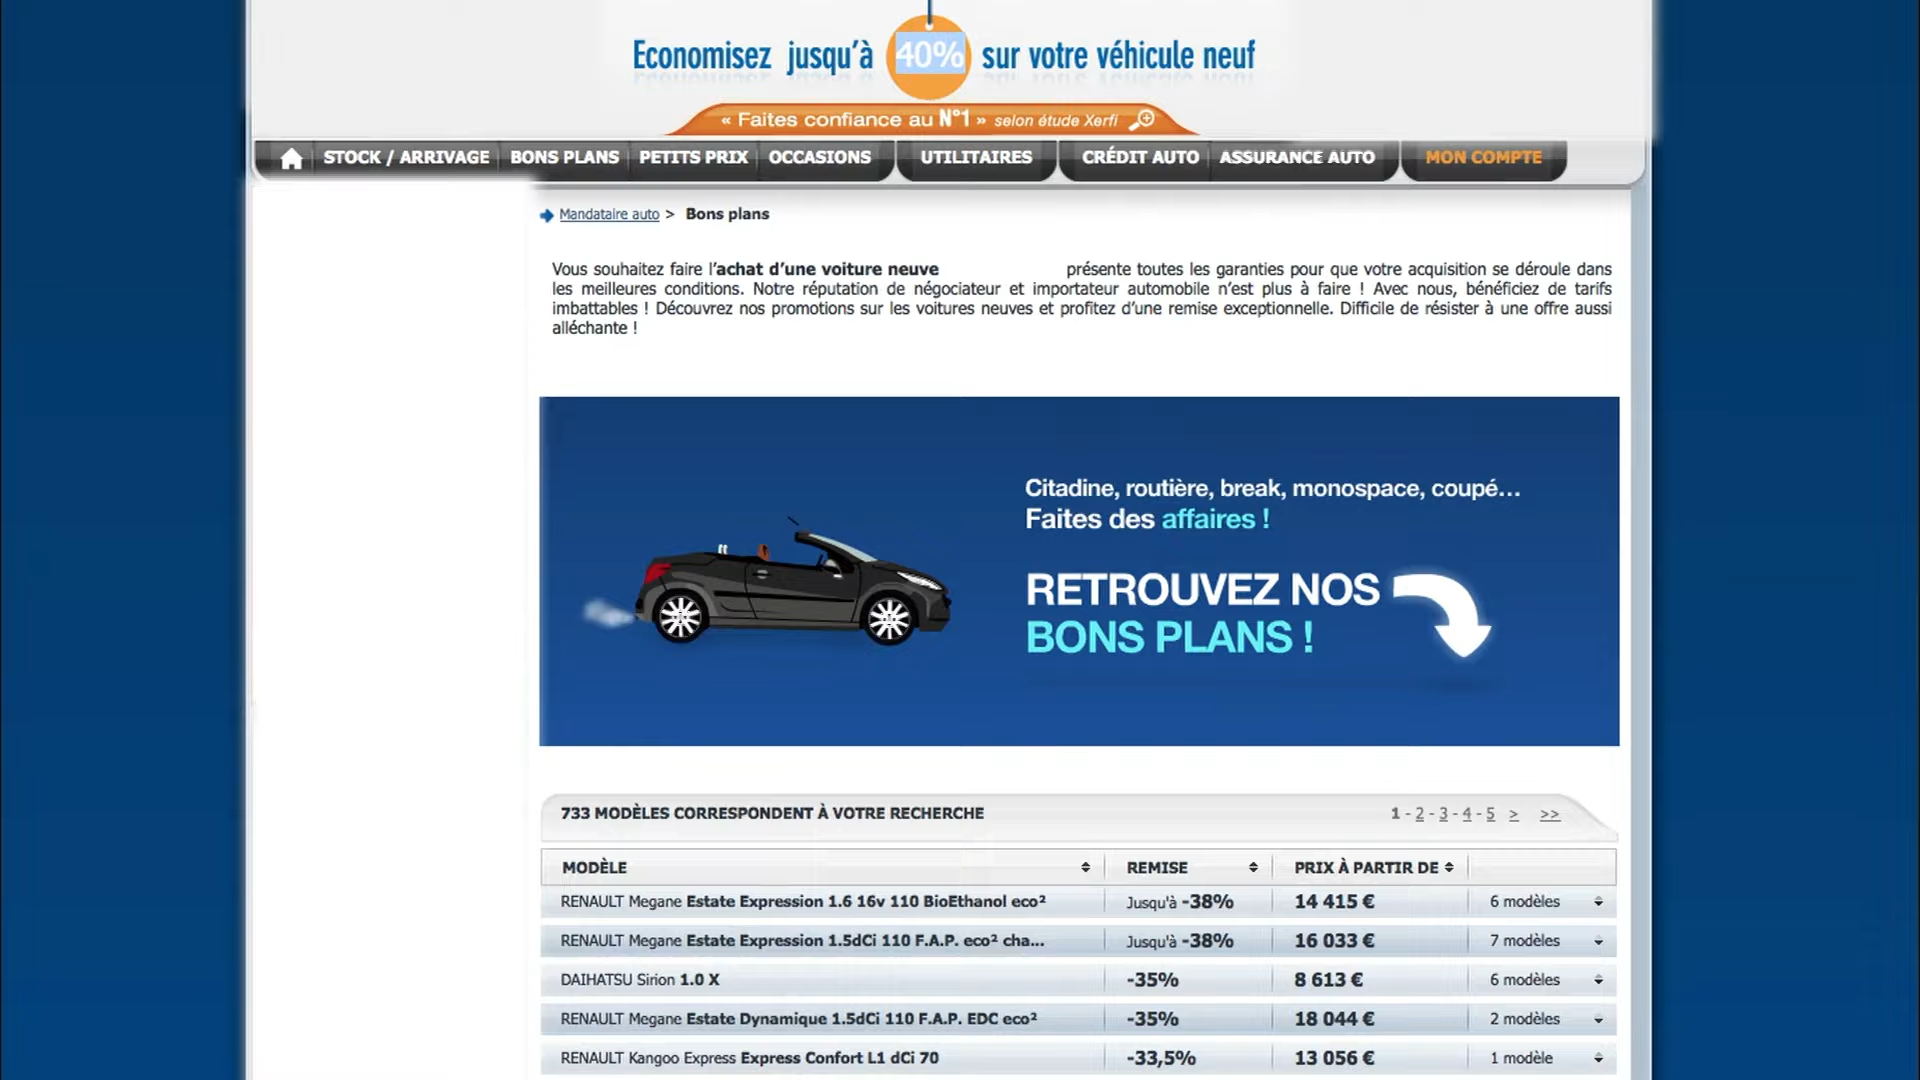 Economisez jusqu'à 40% sur votre véhicule neuf
« Faites confiance au N°1 » selon étude Xerfi
STOCK / ARRIVAGE BONS PLANS PETITS PRIX OCCASIONS UTILITAIRES CRÉDIT AUTO ASSURANCE AUTO MON COMPTE
Mandataire auto > Bons plans
Vous souhaitez faire l'achat d'une voiture neuve présente toutes les garanties pour que votre acquisition se déroule dans
les meilleures conditions. Notre réputation de négociateur et importateur automobile n'est plus à faire ! Avec nous, bénéficiez de tarifs
imbattables ! Découvrez nos promotions sur les voitures neuves et profitez d'une remise exceptionnelle. Difficile de résister à une offre aussi
alléchante !
Citadine, routière, break, monospace, coupé...
Faites des affaires !
RETROUVEZ NOS
BONS PLANS !
733 MODÈLES CORRESPONDENT À VOTRE RECHERCHE 1 - 2 - 3 - 4 - 5 > >>
MODÈLE REMISE PRIX À PARTIR DE
RENAULT Megane Estate Expression 1.6 16v 110 BioEthanol eco² Jusqu'à -38% 14 415 € 6 modèles
RENAULT Megane Estate Expression 1.5dCi 110 F.A.P. eco² cha... Jusqu'à -38% 16 033 € 7 modèles
DAIHATSU Sirion 1.0 X -35% 8 613 € 6 modèles
RENAULT Megane Estate Dynamique 1.5dCi 110 F.A.P. EDC eco² -35% 18 044 € 2 modèles
RENAULT Kangoo Express Express Confort L1 dCi 70 -33,5% 13 056 € 1 modèle